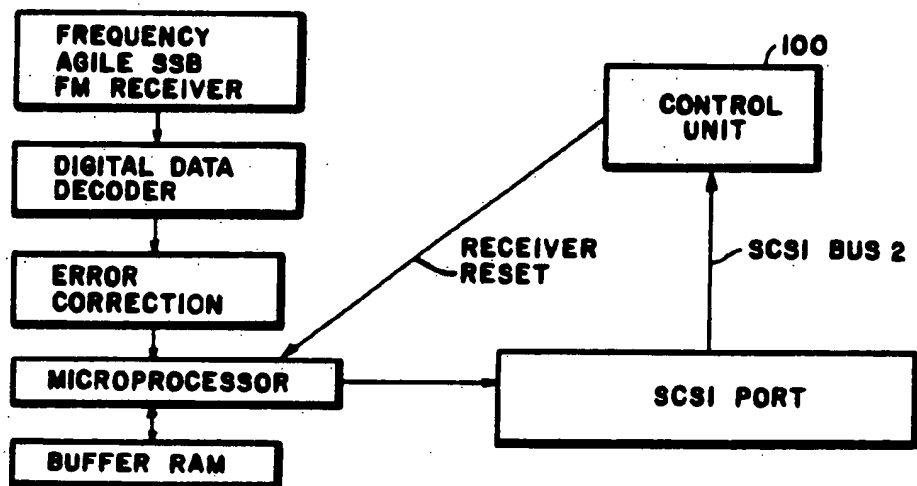 FREQUENCY
AGILE SSB
FM RECEIVER
100
CONTROL
UNIT
DIGITAL DATA
DECODER
RECEIVER
RESET
SCSI BUS 2
ERROR
CORRECTION
MICROPROCESSOR
SCSI PORT
BUFFER RAM